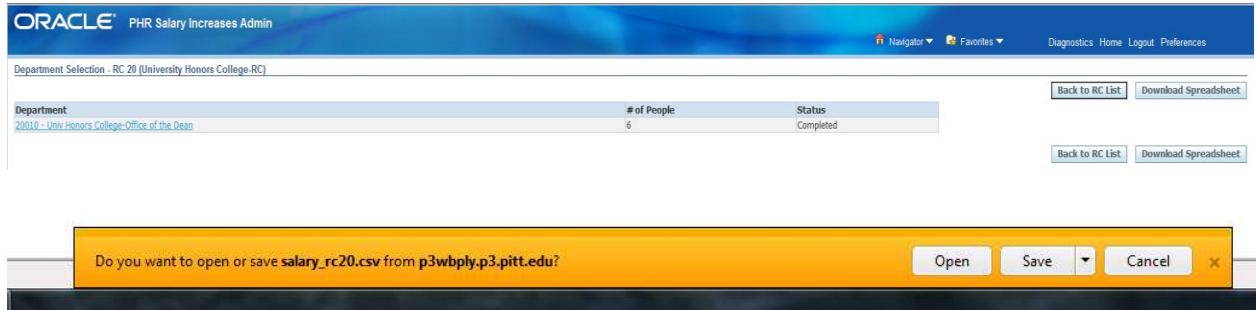 ORACLE® PHR Salary Increases Admin
Navigator Favorites Diagnostics Home Logout Preferences
Department Selection - RC 20 (University Honors College-RC)
Back to RC List Download Spreadsheet
Department # of People Status
20010 - Univ Honors College-Office of the Dean 6 Completed
Back to RC List Download Spreadsheet
Do you want to open or save salary_rc20.csv from p3wbply.p3.pitt.edu? Open Save Cancel ×